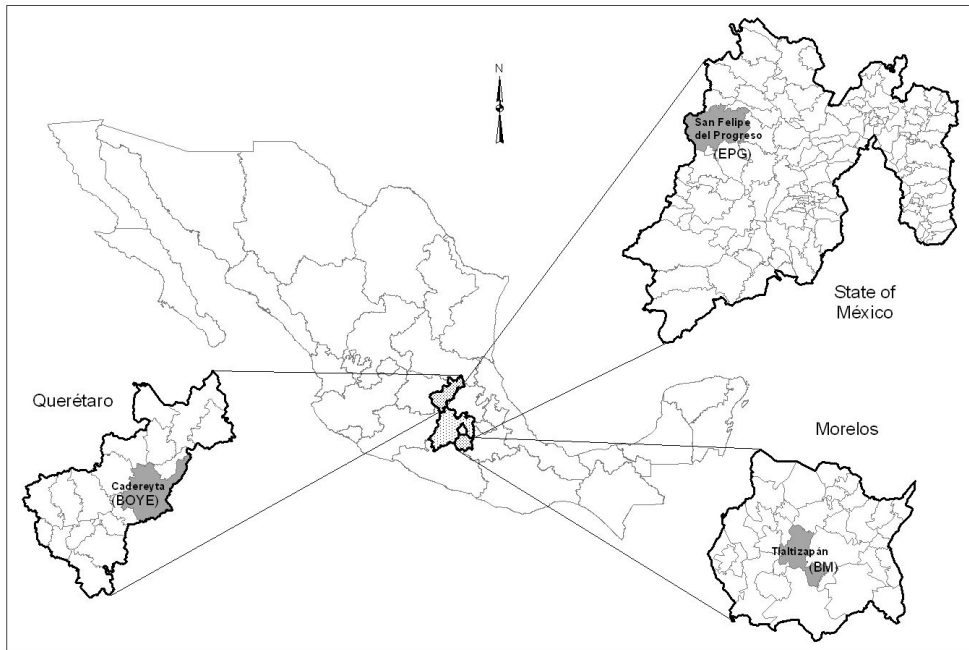 N
San Felipe
del Progreso
(EPG)
State of
México
Querétaro
Cadereyta
(BOYE)
Morelos
Tlaltizapán
(BM)